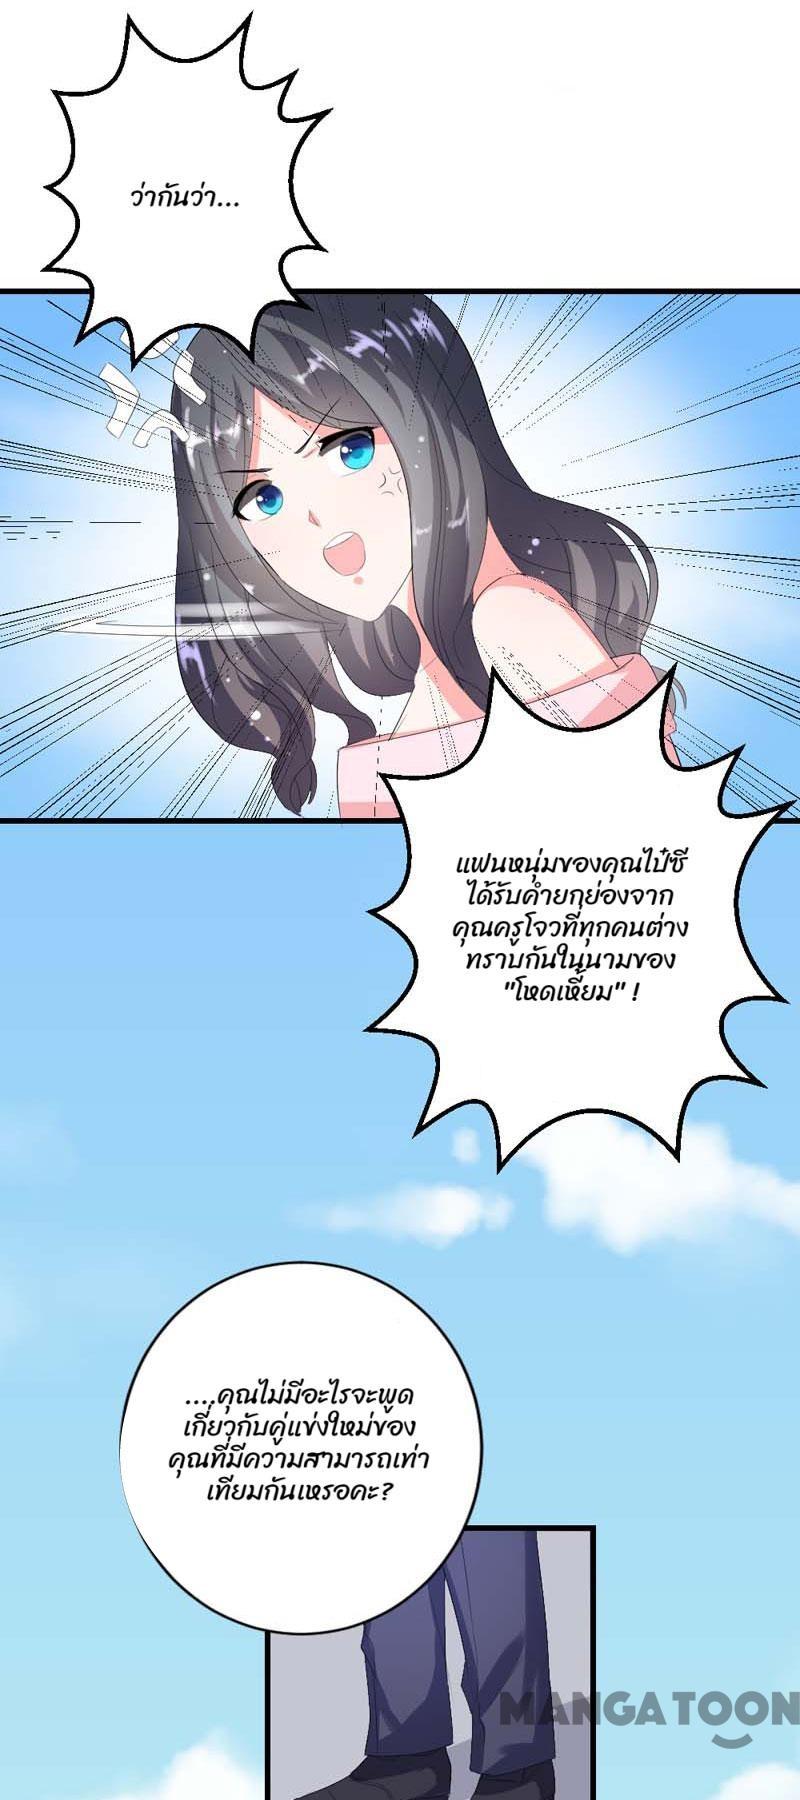 ว่ากันว่า...
แฟนหนุ่มของคุณไป๋ซี
ได้รับคำยกย่องจาก
คุณครูโจวที่ทุกคนต่าง
ทราบกันในนามของ
"โหดเหี้ยม" !
....คุณไม่มีอะไรจะพูด
เกี่ยวกับคู่แข่งใหม่ของ
คุณที่มีความสามารถเท่า
เทียมกันเหรอคะ?
MANGATOON